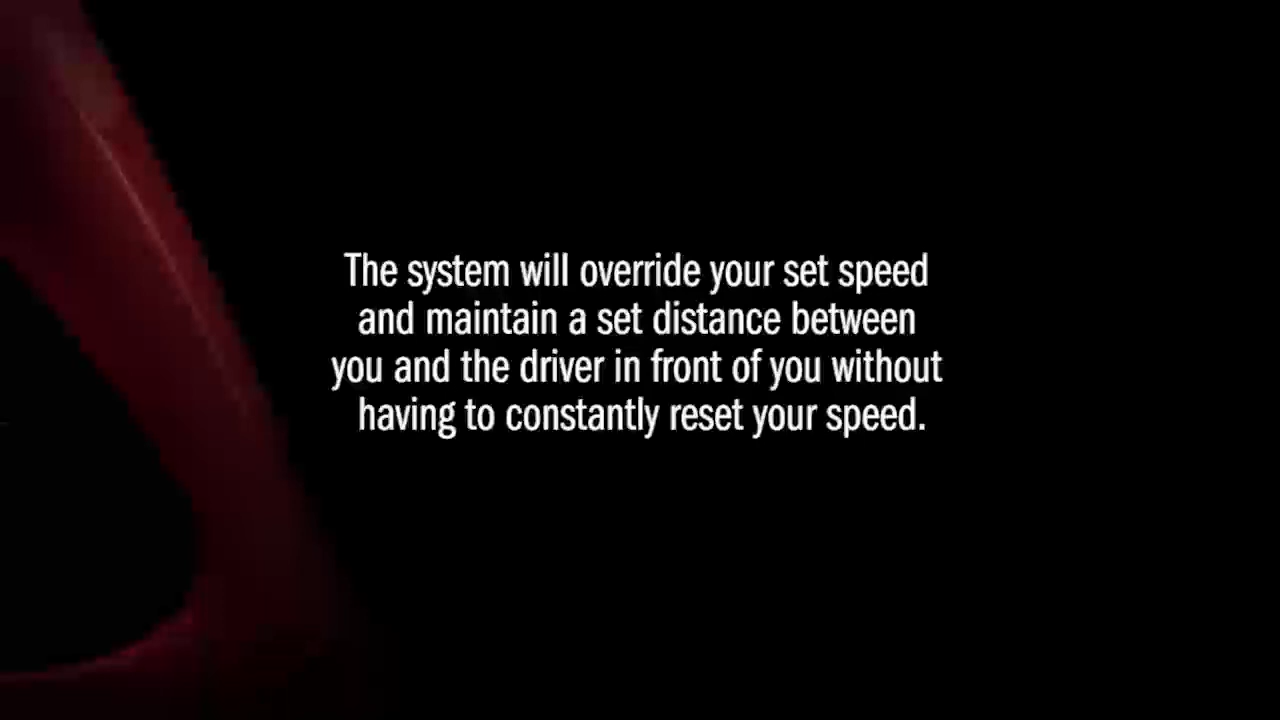 The system will override your set speed
and maintain a set distance between
you and the driver in front of you without
having to constantly reset your speed.